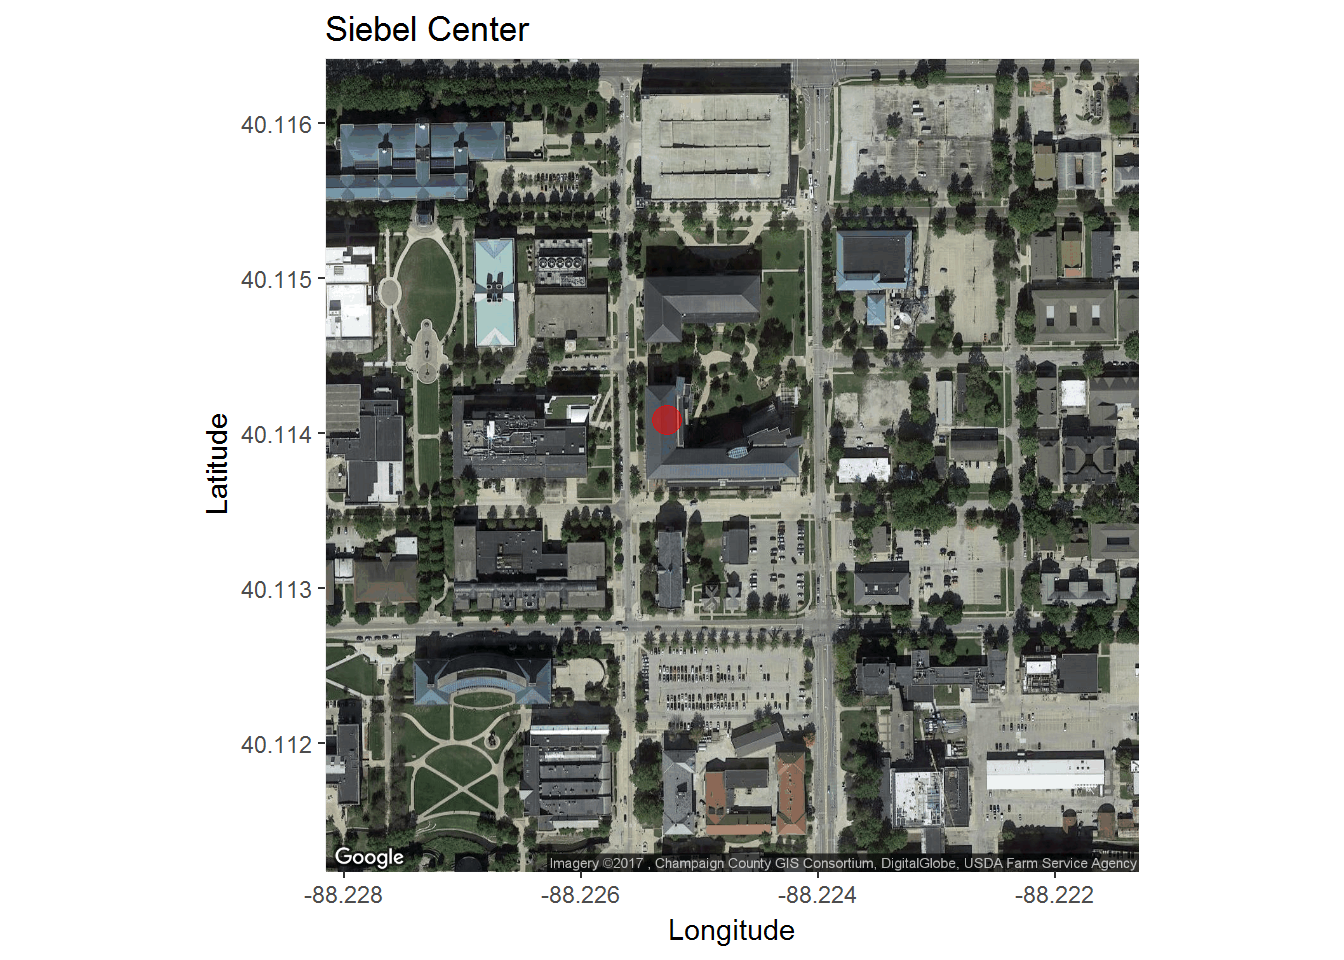 Siebel Center
40.116
40.115
40.114
40.113
40.112
Latitude
Google
Imagery ©2017 , Champaign County GIS Consortium, DigitalGlobe, USDA Farm Service Agency
-88.228
-88.226
-88.224
-88.222
Longitude